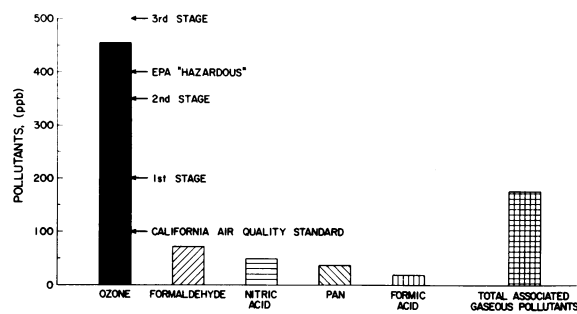 500
400
300
200
100
0
POLLUTANTS, (ppb)
3rd STAGE
EPA "HAZARDOUS"
2nd STAGE
1st STAGE
CALIFORNIA AIR QUALITY STANDARD
OZONE
FORMALDEHYDE
NITRIC
ACID
PAN
FORMIC
ACID
TOTAL ASSOCIATED
GASEOUS POLLUTANTS